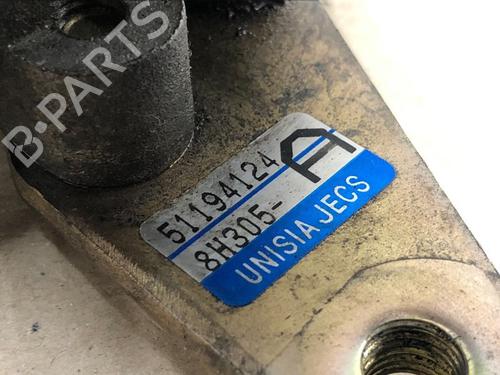 B-PARTS
51194124
8H305- A
UNISIA JECS